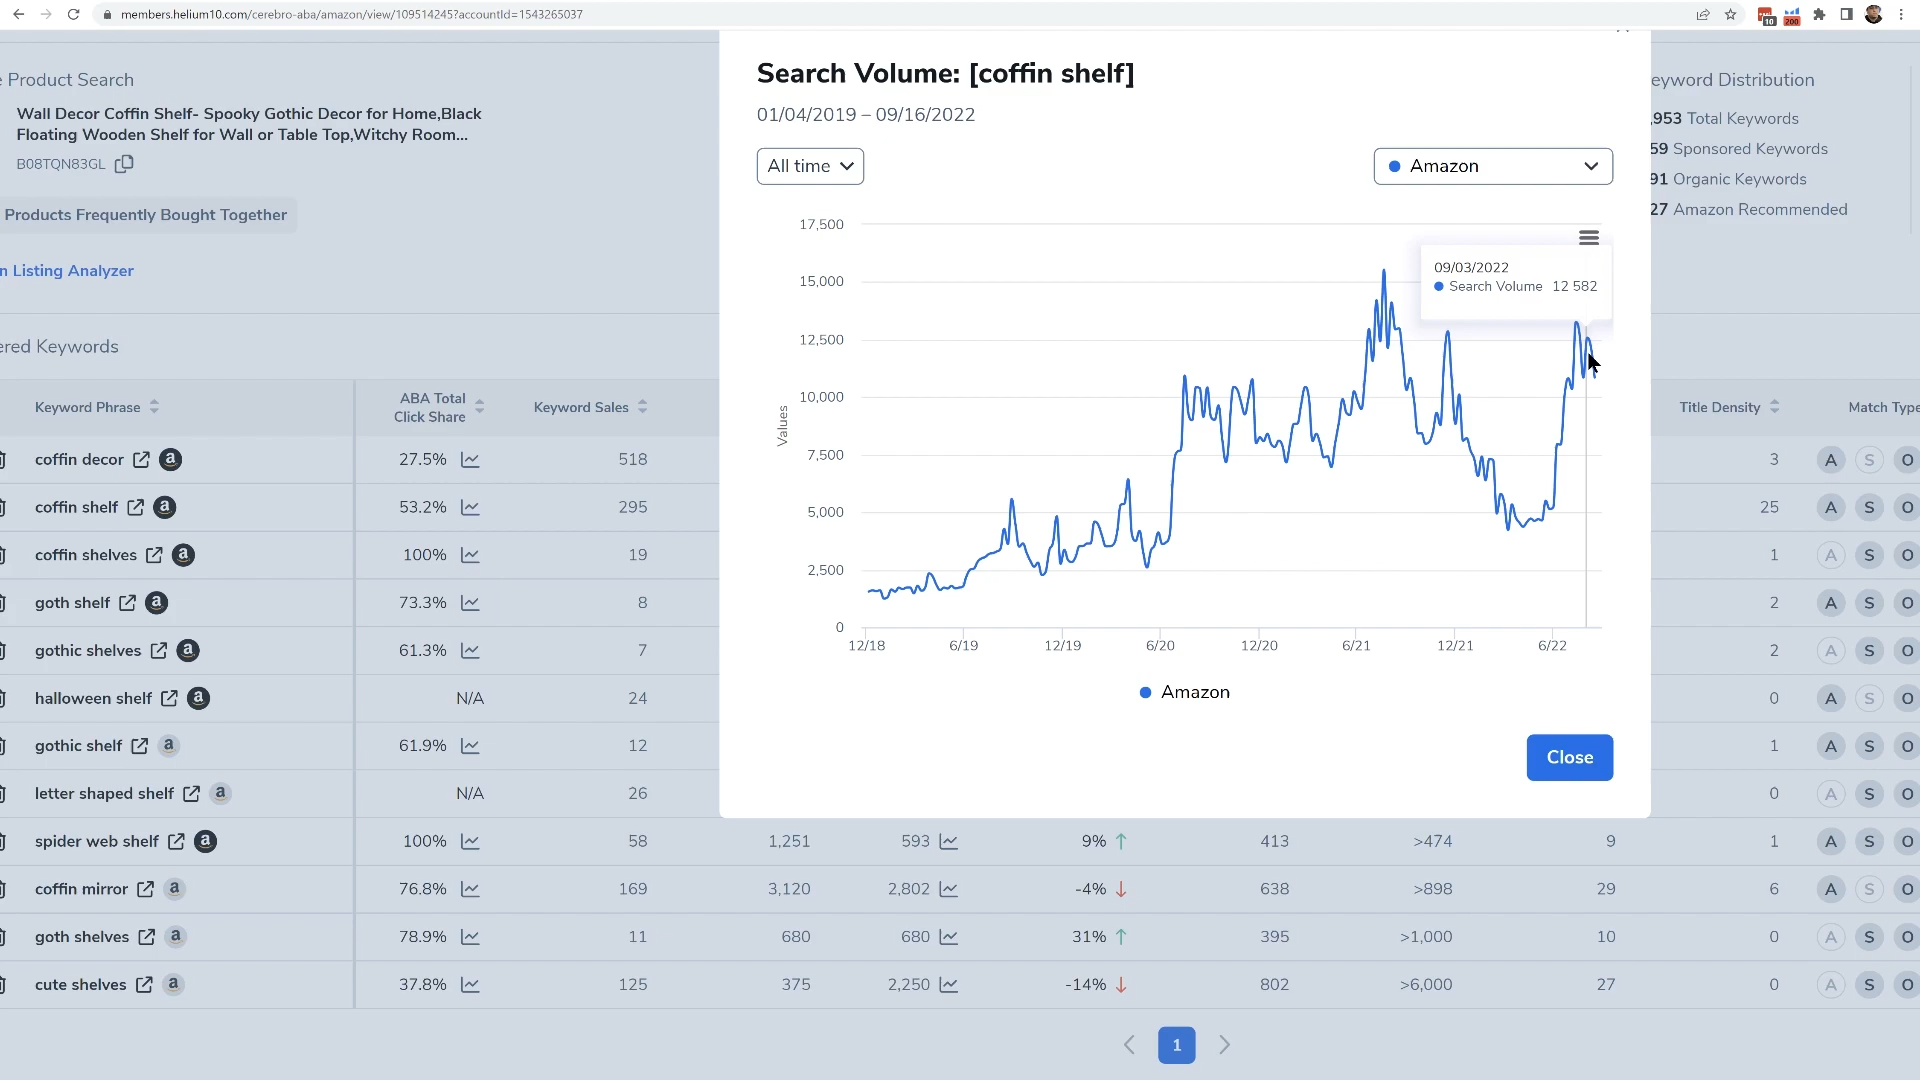 members.helium10.com/cerebro-aba/amazon/view/109514245?accountId=1543265037
10
200
Product Search
Wall Decor Coffin Shelf- Spooky Gothic Decor for Home,Black
Floating Wooden Shelf for Wall or Table Top,Witchy Room...
B08TQN83GL
Products Frequently Bought Together
Listing Analyzer
Keywords
Search Volume: [coffin shelf]
01/04/2019 – 09/16/2022
All time
Amazon
17,500
15,000
12,500
10,000
7,500
5,000
2,500
0
Values
09/03/2022
Search Volume 12 582
12/18 6/19 12/19 6/20 12/20 6/21 12/21 6/22
Amazon
Close
eyword Distribution
,953 Total Keywords
59 Sponsored Keywords
91 Organic Keywords
27 Amazon Recommended
Keyword Phrase ABA Total Click Share Keyword Sales Title Density Match Type
coffin decor a 27.5% 518 3 A S O
coffin shelf a 53.2% 295 25 A S O
coffin shelves a 100% 19 1 A S O
goth shelf a 73.3% 8 2 A S O
gothic shelves a 61.3% 7 2 A S O
halloween shelf a N/A 24 0 A S O
gothic shelf a 61.9% 12 1 A S O
letter shaped shelf a N/A 26 0 A S O
spider web shelf a 100% 58 1,251 593 9% 413 >474 9 1 A S O
coffin mirror a 76.8% 169 3,120 2,802 -4% 638 >898 29 6 A S O
goth shelves a 78.9% 11 680 680 31% 395 >1,000 10 0 A S O
cute shelves a 37.8% 125 375 2,250 -14% 802 >6,000 27 0 A S O
1